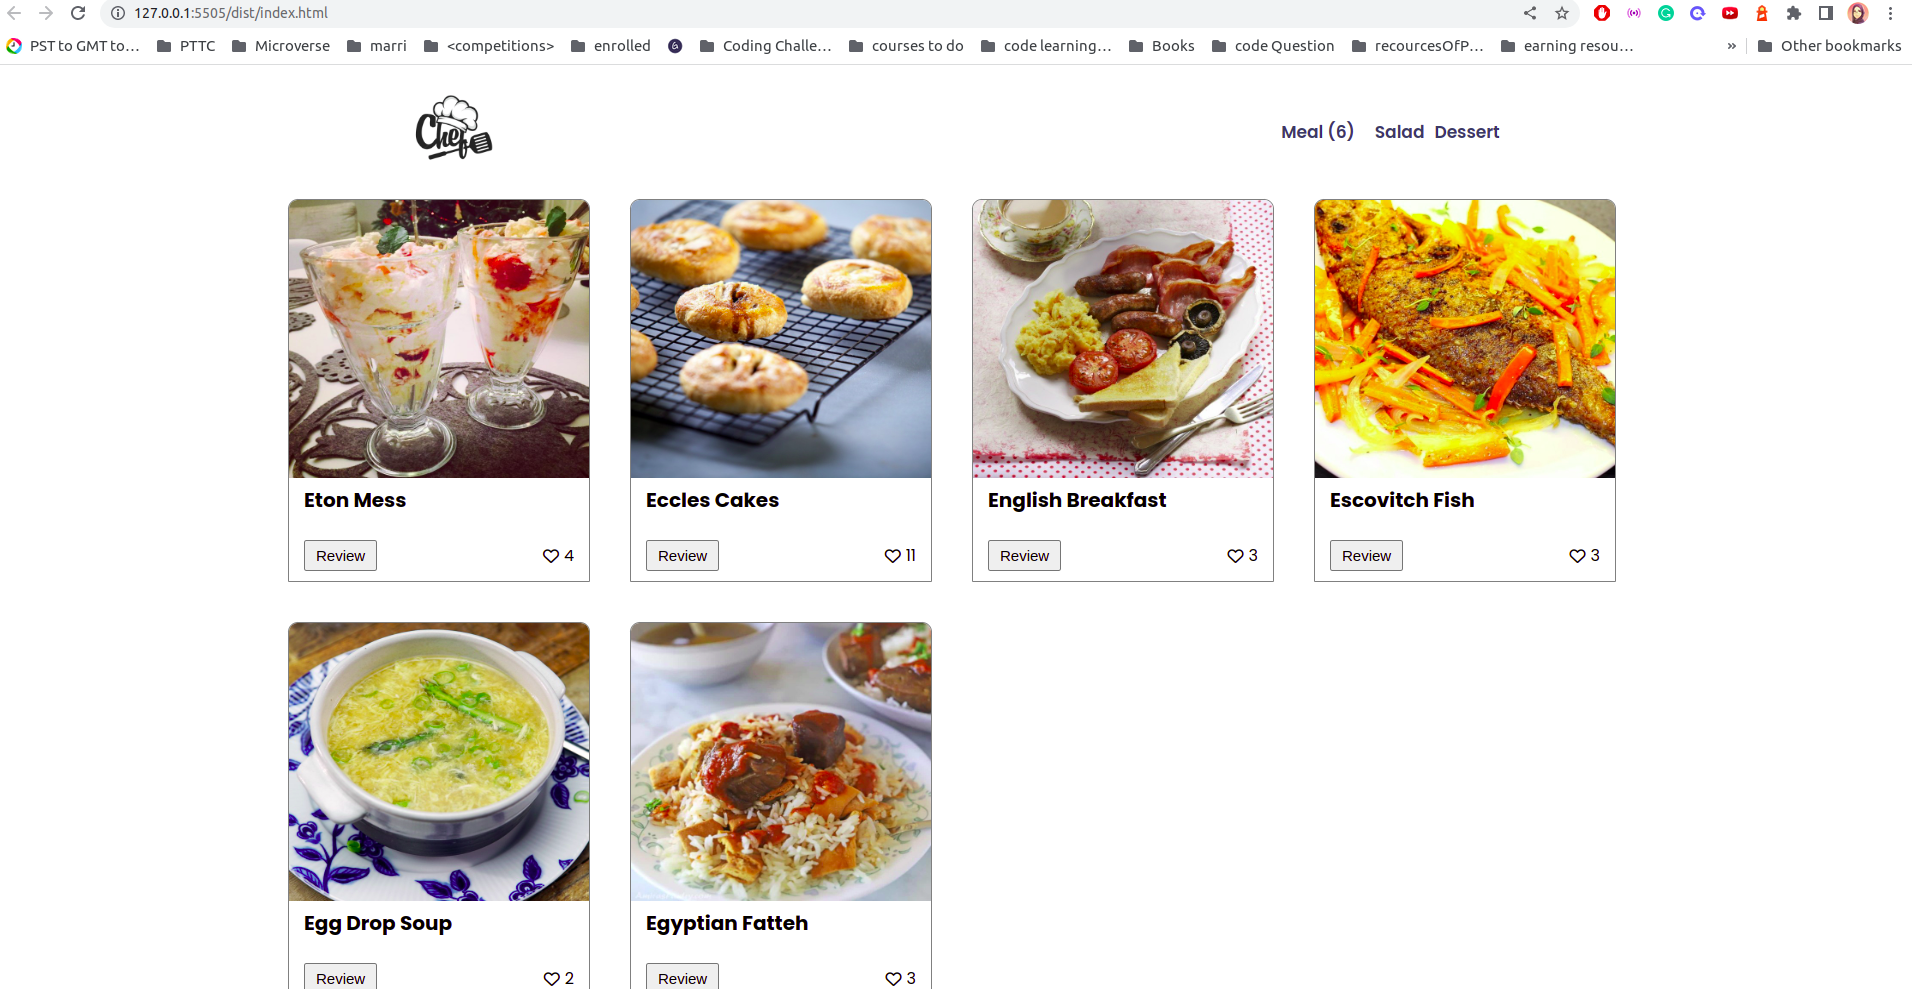 127.0.0.1:5505/dist/index.html
PST to GMT to… PTTC Microverse marri <competitions> enrolled Coding Challe… courses to do code learning… Books code Question recourcesOfP… earning resou… » Other bookmarks
Chef
Meal (6) Salad Dessert
Eton Mess
Review 4
Eccles Cakes
Review 11
English Breakfast
Review 3
Escovitch Fish
Review 3
Egg Drop Soup
Review 2
Egyptian Fatteh
Review 3